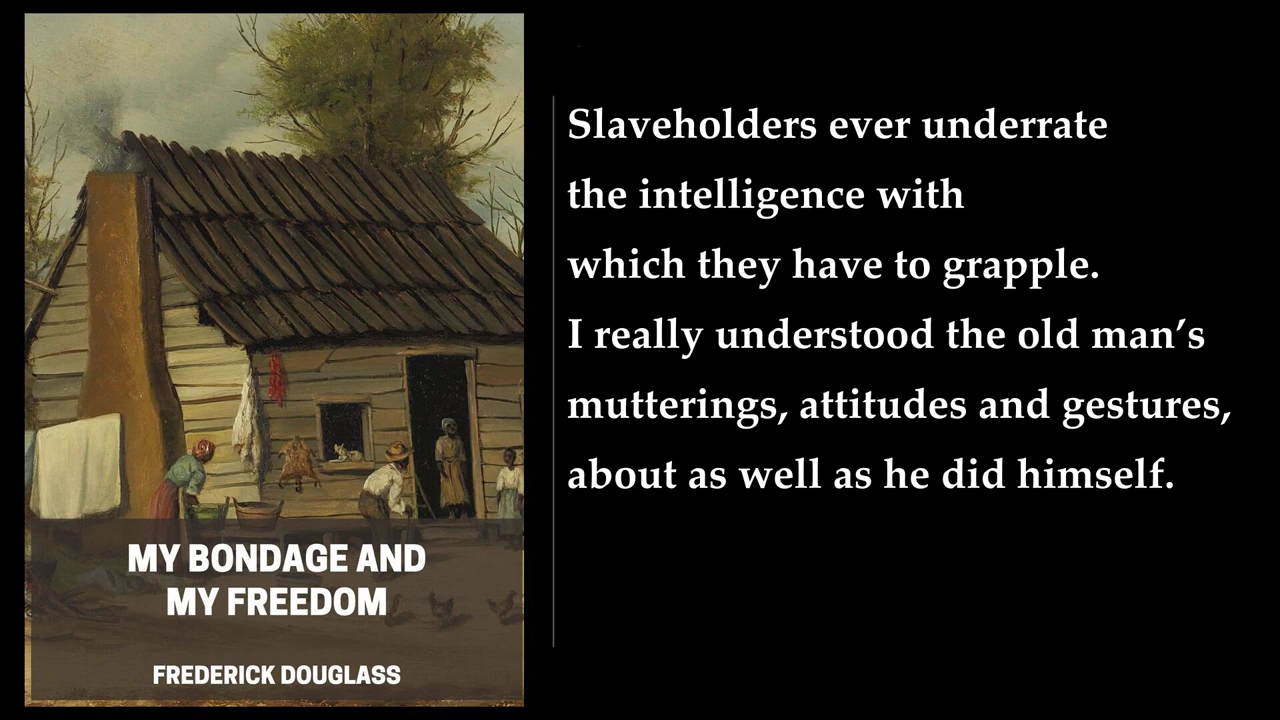 MY BONDAGE AND
MY FREEDOM
FREDERICK DOUGLASS
Slaveholders ever underrate
the intelligence with
which they have to grapple.
I really understood the old man’s
mutterings, attitudes and gestures,
about as well as he did himself.